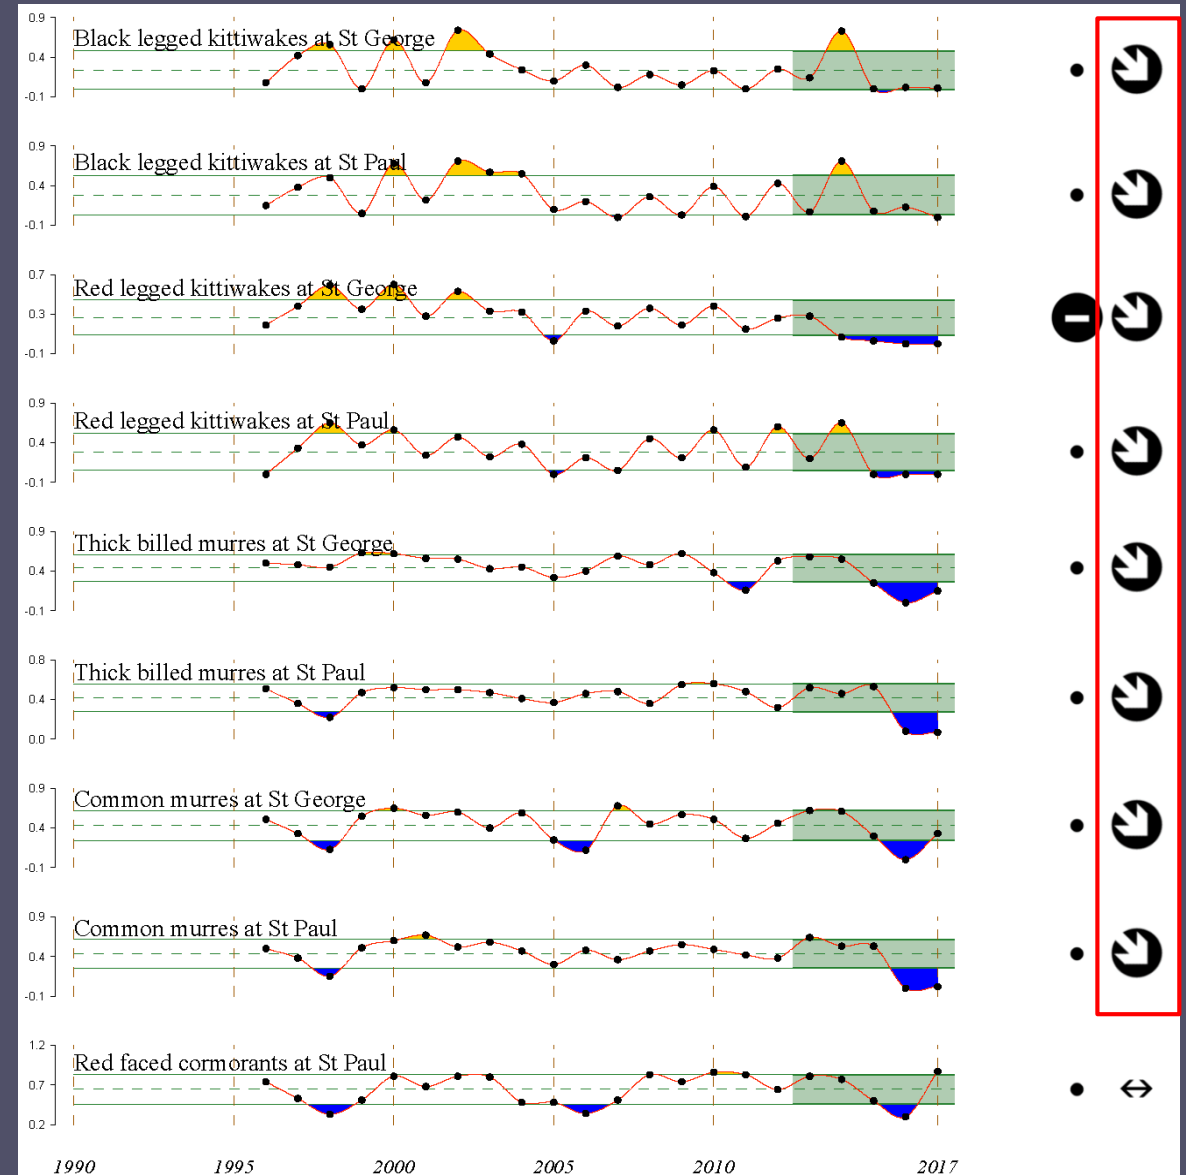 0.9
Black legged kittiwakes at St George
0.4
-0.1
0.9
Black legged kittiwakes at St Paul
0.4
-0.1
0.7
Red legged kittiwakes at St George
0.3
-0.1
0.9
Red legged kittiwakes at St Paul
0.4
-0.1
0.9
Thick billed murres at St George
0.4
-0.1
0.8
Thick billed murres at St Paul
0.4
0.0
0.9
Common murres at St George
0.4
-0.1
0.9
Common murres at St Paul
0.4
-0.1
1.2
Red faced cormorants at St Paul
0.7
0.2
1990 1995 2000 2005 2010 2017